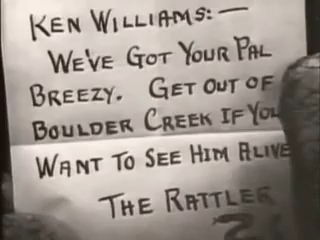 KEN WILLIAMS:—
WE'VE GOT YOUR PAL
BREEZY. GET OUT OF
BOULDER CREEK IF YOU
WANT TO SEE HIM ALIVE
THE RATTLER